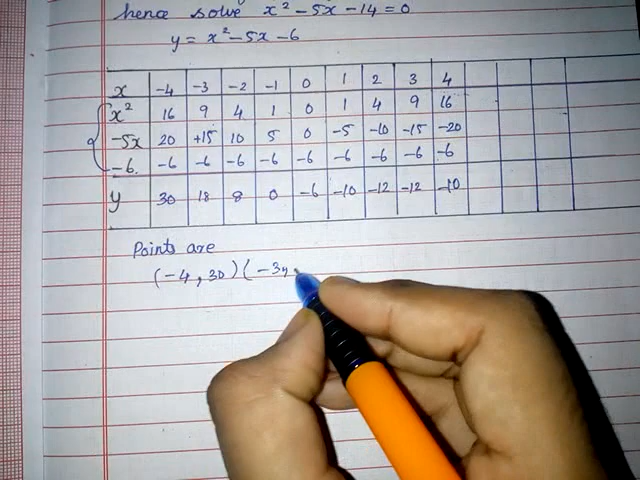 hence solve x² - 5x - 14 = 0
y = x² - 5x - 6
x -4 -3 -2 -1 0 1 2 3 4
x² 16 9 4 1 0 1 4 9 16
-5x 20 +15 10 5 0 -5 -10 -15 -20
-6. -6 -6 -6 -6 -6 -6 -6 -6 -6
y 30 18 8 0 -6 -10 -12 -12 -10
Points are
(-4, 30) (-3,